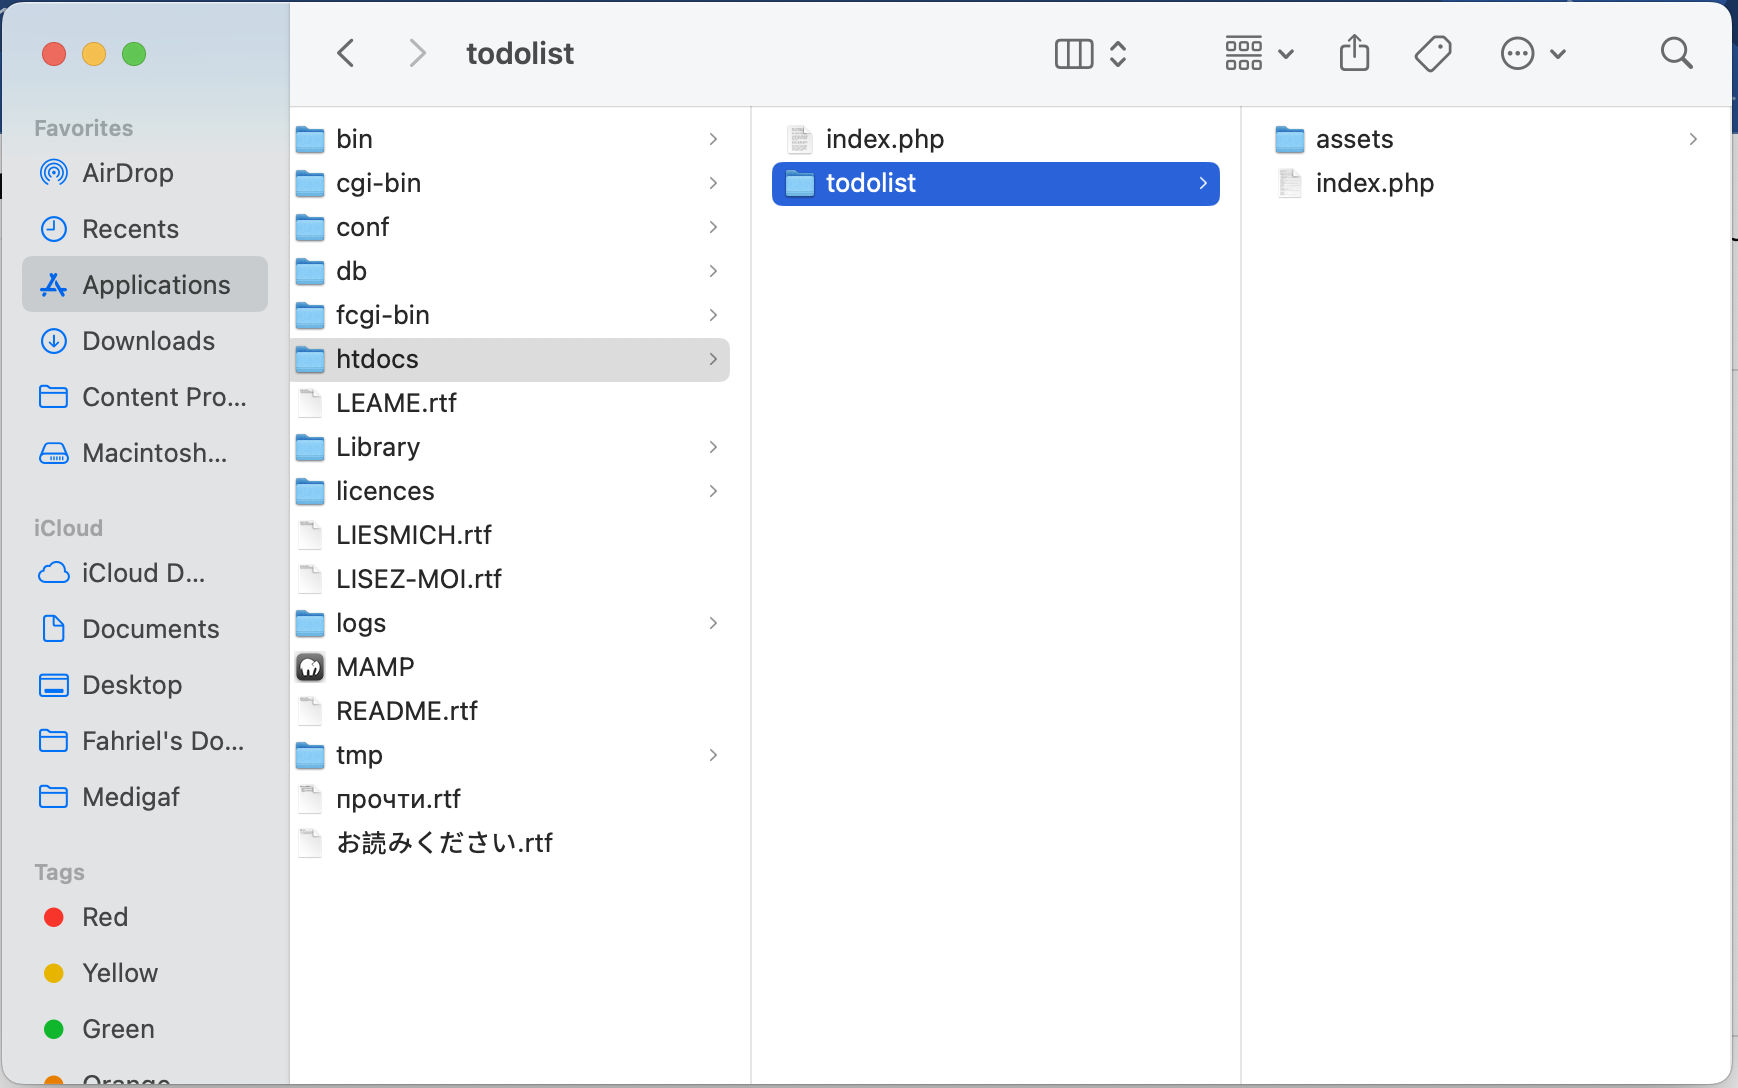 todolist
Favorites
AirDrop
Recents
Applications
Downloads
Content Pro...
Macintosh...
iCloud
iCloud D...
Documents
Desktop
Fahriel's Do...
Medigaf
Tags
Red
Yellow
Green
Orange
bin
cgi-bin
conf
db
fcgi-bin
htdocs
LEAME.rtf
Library
licences
LIESMICH.rtf
LISEZ-MOI.rtf
logs
MAMP
README.rtf
tmp
прочти.rtf
お読みください.rtf
index.php
todolist
assets
index.php